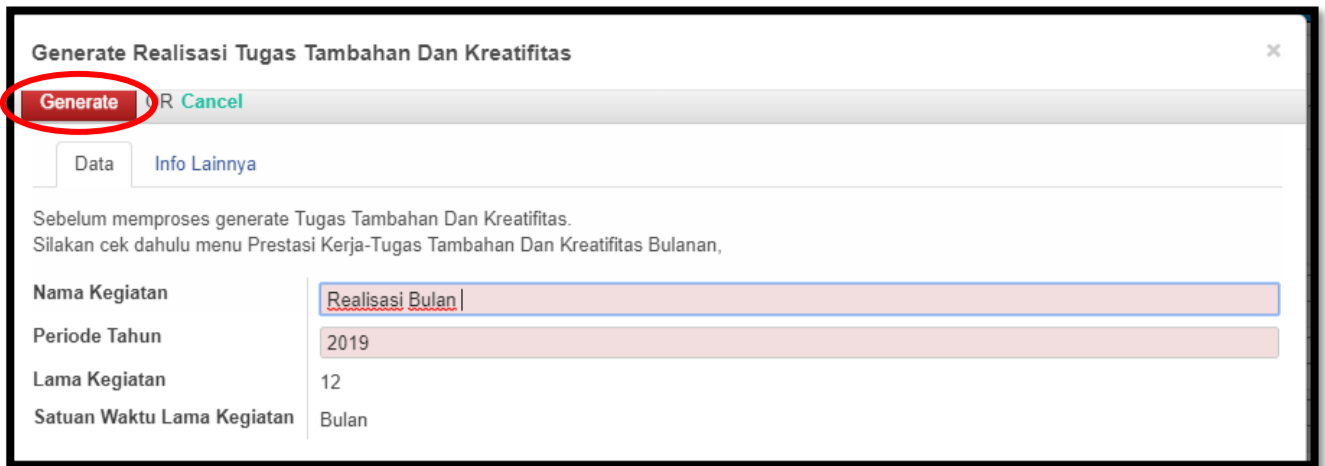 Generate Realisasi Tugas Tambahan Dan Kreatifitas ×
Generate OR Cancel
Data Info Lainnya
Sebelum memproses generate Tugas Tambahan Dan Kreatifitas.
Silakan cek dahulu menu Prestasi Kerja-Tugas Tambahan Dan Kreatifitas Bulanan,
Nama Kegiatan Realisasi Bulan
Periode Tahun 2019
Lama Kegiatan 12
Satuan Waktu Lama Kegiatan Bulan